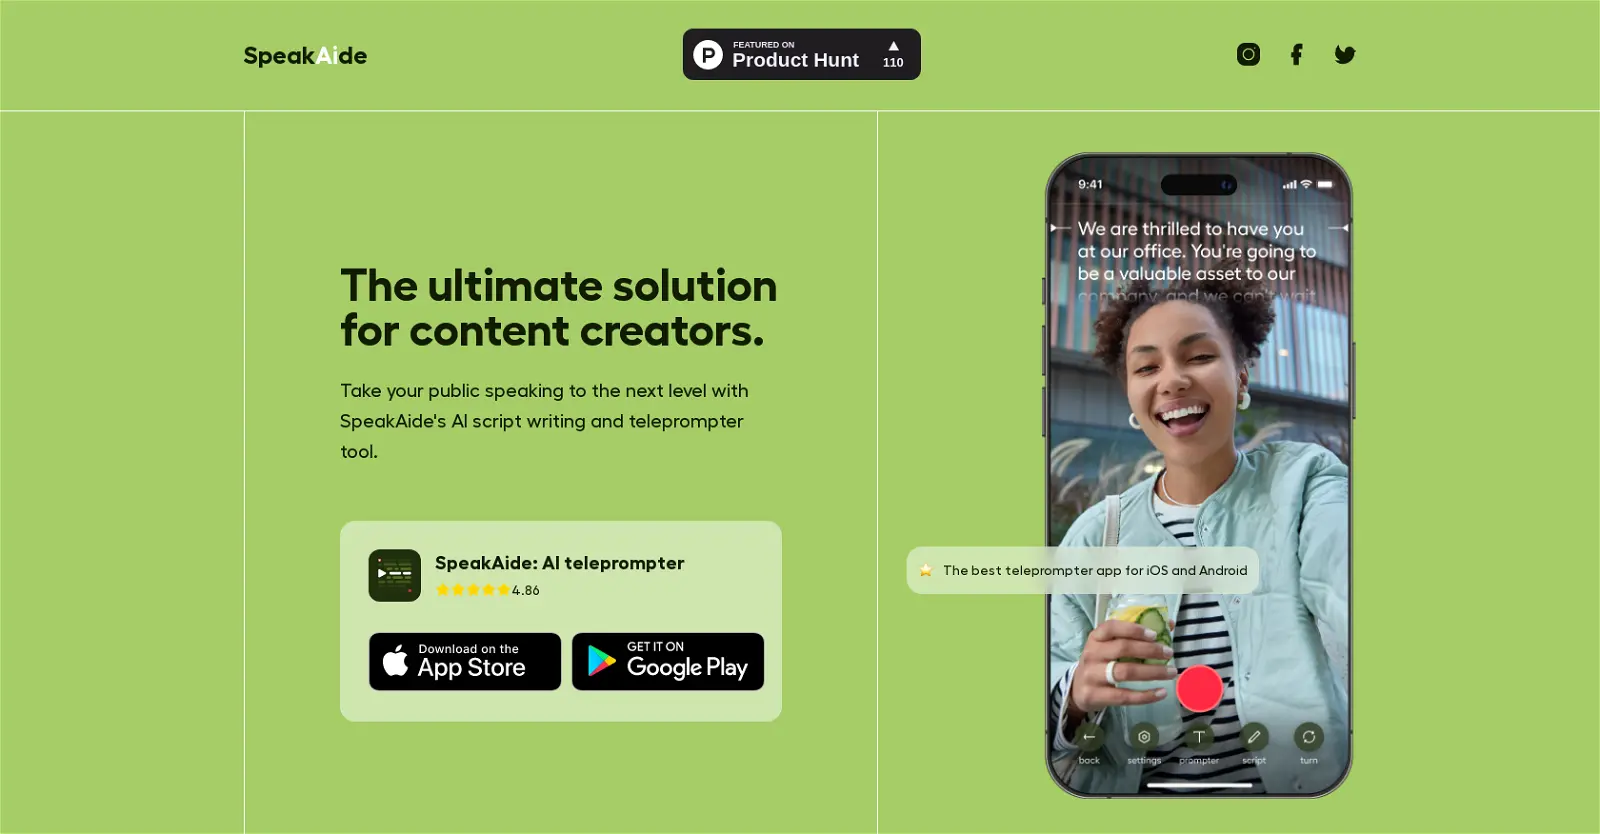 SpeakAide
FEATURED ON
Product Hunt
110
The ultimate solution
for content creators.
Take your public speaking to the next level with
SpeakAide's AI script writing and teleprompter
tool.
SpeakAide: AI teleprompter
4.86
Download on the
App Store
GET IT ON
Google Play
9:41
We are thrilled to have you
at our office. You're going to
be a valuable asset to our
company, and we can't wait
The best teleprompter app for iOS and Android
back
settings
prompter
script
turn